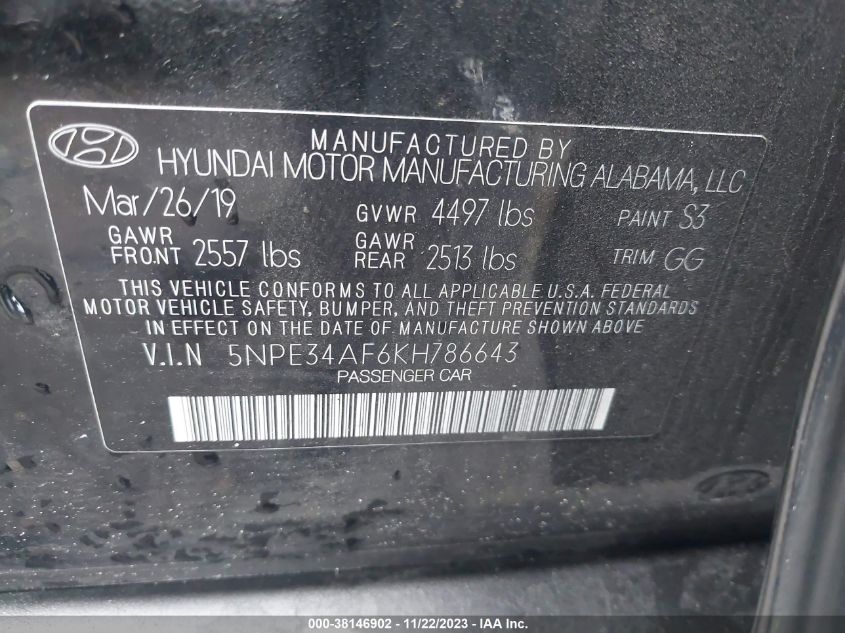 MANUFACTURED BY
HYUNDAI MOTOR MANUFACTURING ALABAMA, LLC
Mar/26/19 GVWR 4497 lbs PAINT S3
GAWR FRONT 2557 lbs GAWR REAR 2513 lbs TRIM GG
THIS VEHICLE CONFORMS TO ALL APPLICABLE U.S.A. FEDERAL
MOTOR VEHICLE SAFETY, BUMPER, AND THEFT PREVENTION STANDARDS
IN EFFECT ON THE DATE OF MANUFACTURE SHOWN ABOVE.
V.I.N 5NPE34AF6KH786643
PASSENGER CAR
000-38146902 - 11/22/2023 - IAA Inc.